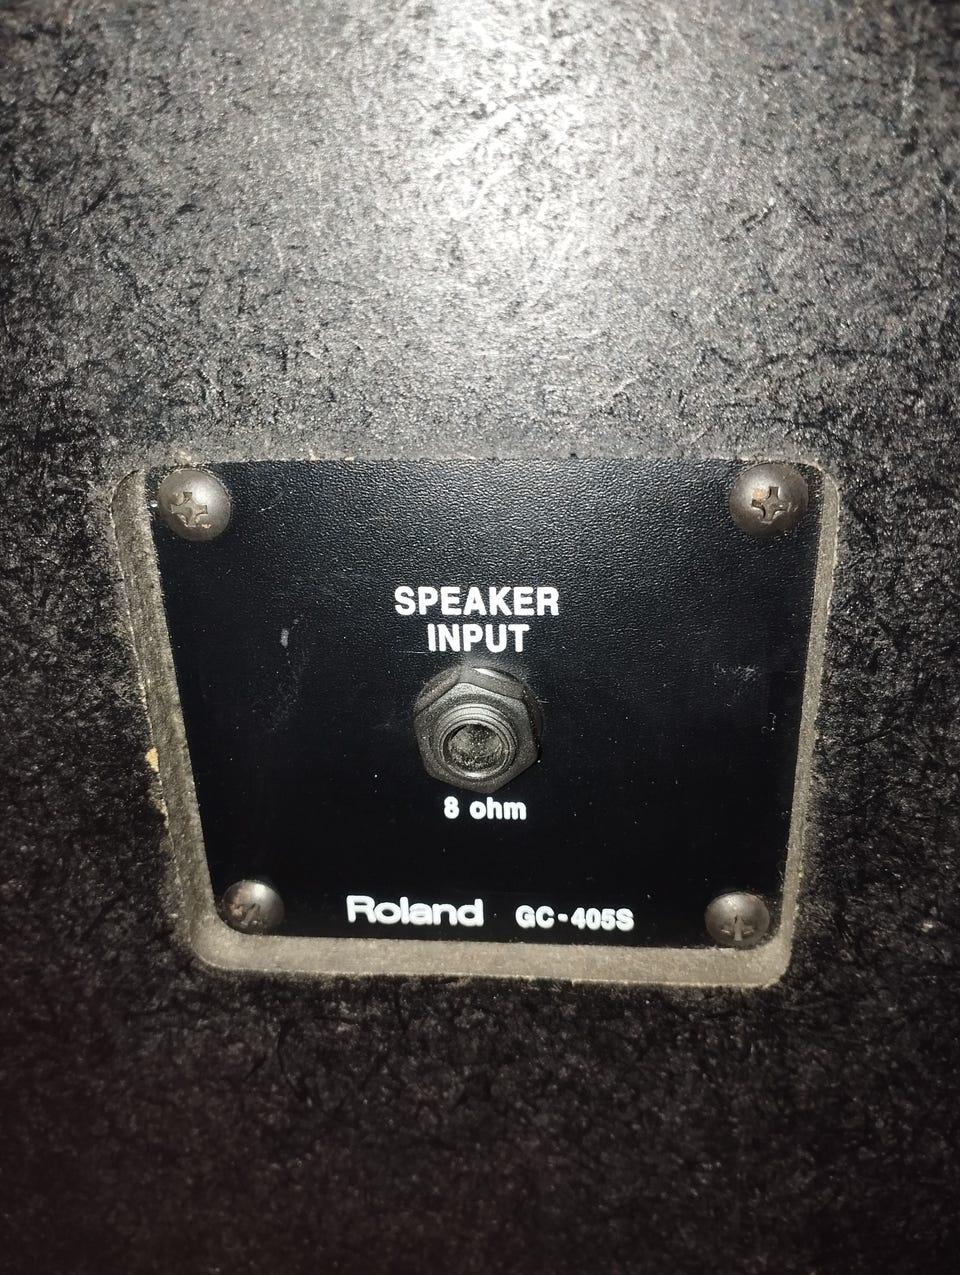 SPEAKER
INPUT
8 ohm
Roland GC-405S